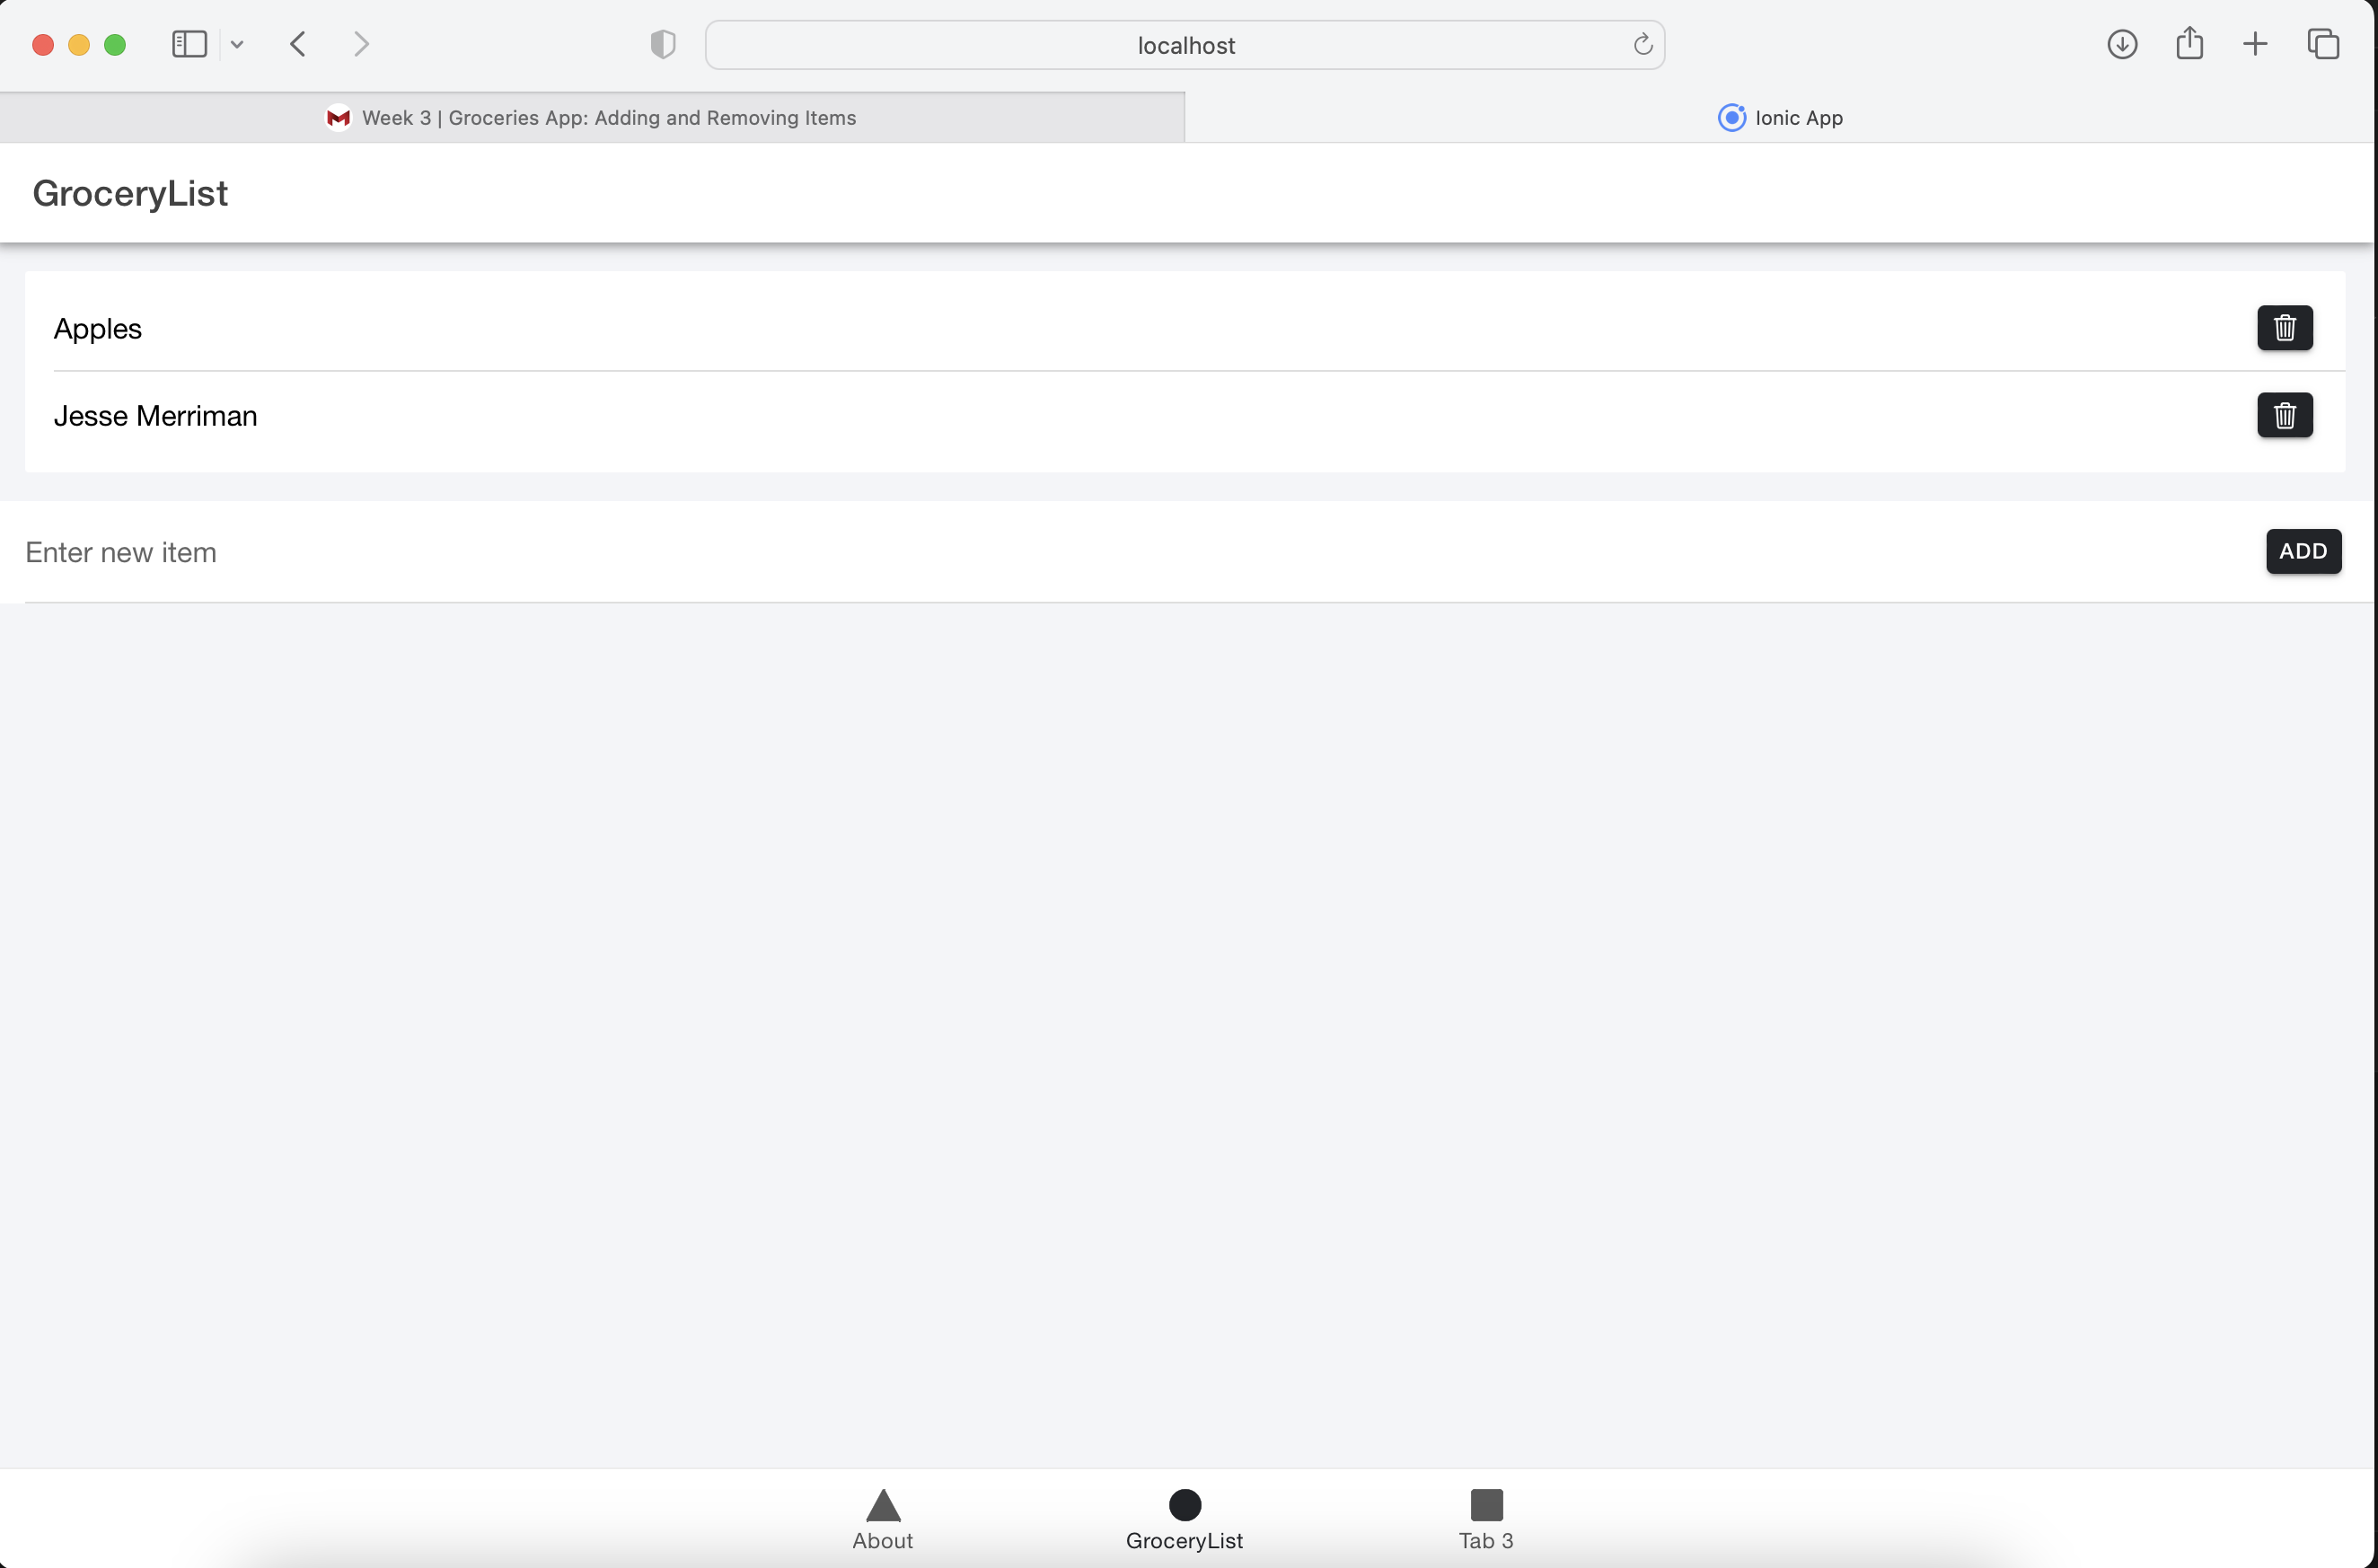 localhost
Week 3 | Groceries App: Adding and Removing Items
Ionic App
GroceryList
Apples
Jesse Merriman
Enter new item
ADD
About
GroceryList
Tab 3